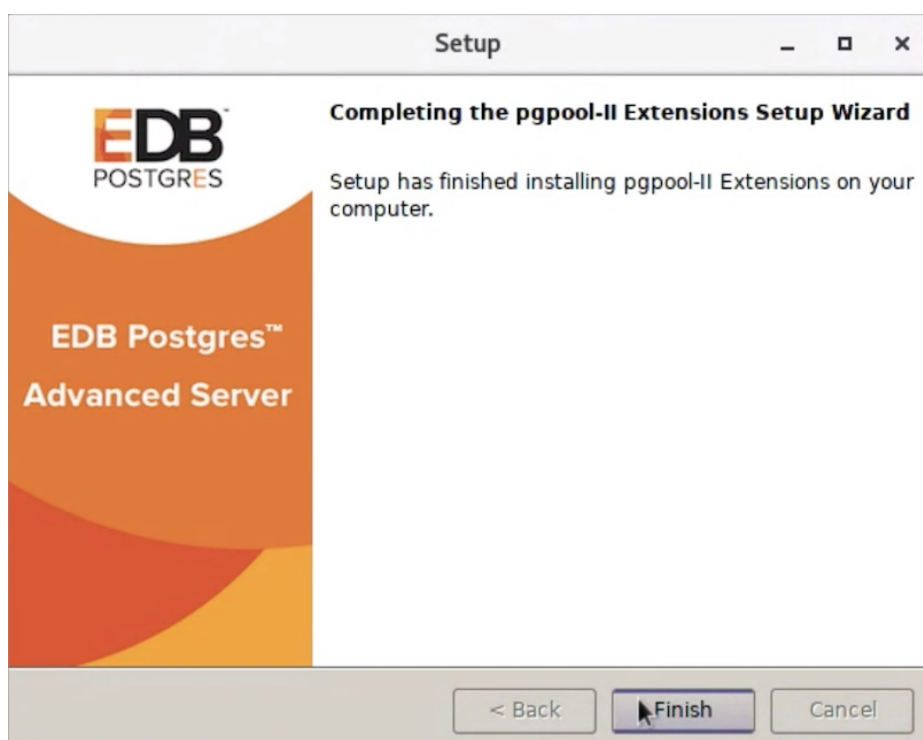 Setup
EDB™
POSTGRES
EDB Postgres™
Advanced Server
Completing the pgpool-II Extensions Setup Wizard
Setup has finished installing pgpool-II Extensions on your
computer.
< Back
Finish
Cancel